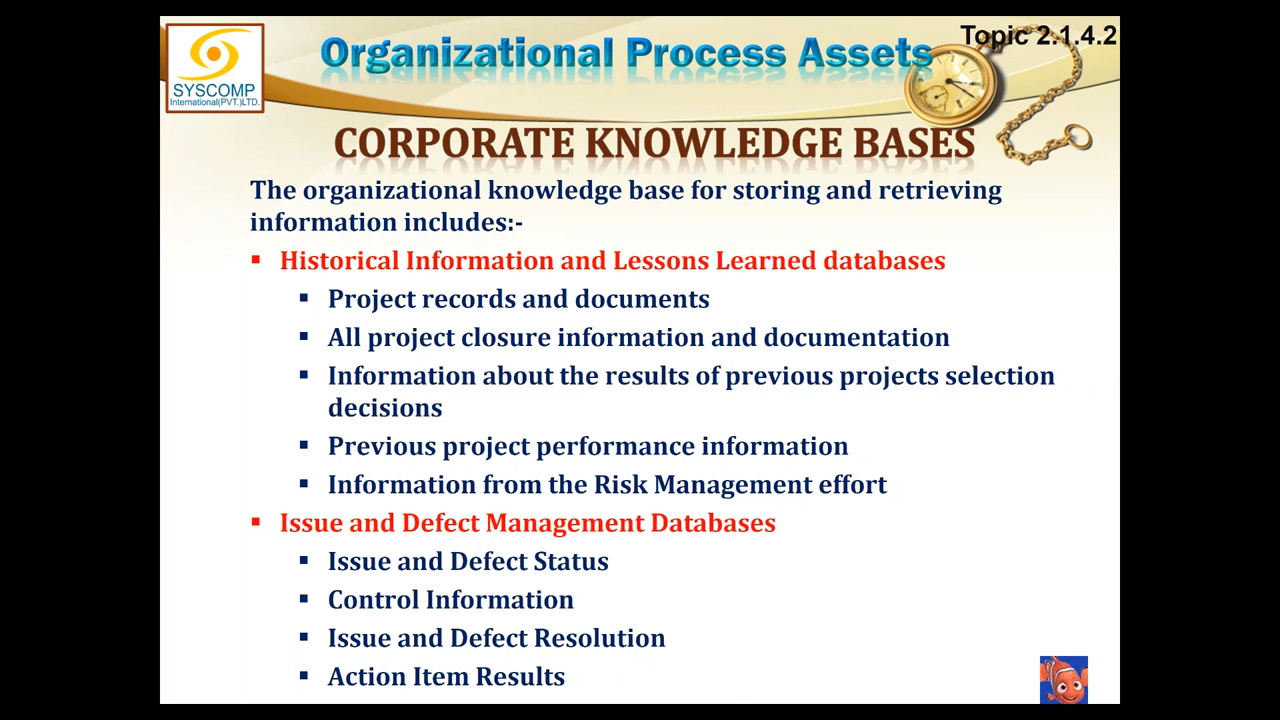 Topic 2.1.4.2
Organizational Process Assets
SYSCOMP
International(PVT.)LTD.
CORPORATE KNOWLEDGE BASES
The organizational knowledge base for storing and retrieving
information includes:-
▪ Historical Information and Lessons Learned databases
▪ Project records and documents
▪ All project closure information and documentation
▪ Information about the results of previous projects selection
decisions
▪ Previous project performance information
▪ Information from the Risk Management effort
▪ Issue and Defect Management Databases
▪ Issue and Defect Status
▪ Control Information
▪ Issue and Defect Resolution
▪ Action Item Results